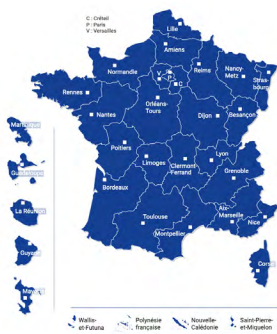 C : Créteil
P : Paris
V : Versailles
Lille
Amiens
Normandie
Reims
Nancy-
Metz
Stras-
bourg
V
P
C
Rennes
Orléans-
Tours
Nantes
Dijon
Besançon
Martinique
Poitiers
Guadeloupe
Limoges
Clermont-
Ferrand
Lyon
Grenoble
Bordeaux
La Réunion
Toulouse
Montpellier
Aix-
Marseille
Nice
Guyane
Corse
Mayotte
Wallis-
et-Futuna
Polynésie
française
Nouvelle-
Calédonie
Saint-Pierre-
et-Miquelon